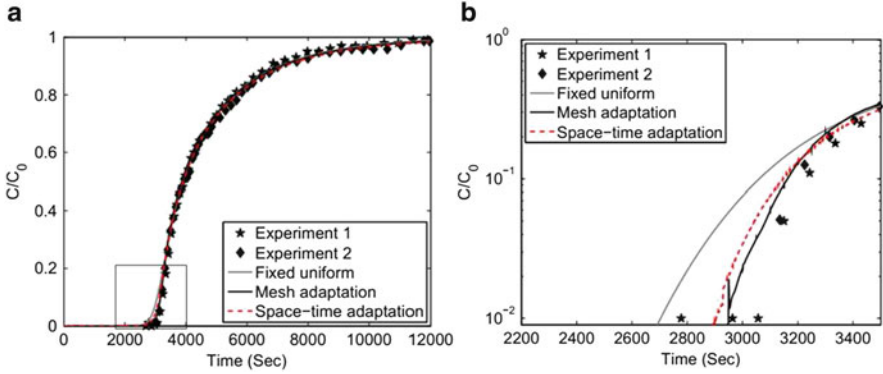 a
C/C0
1
0.8
0.6
0.4
0.2
0
0 2000 4000 6000 8000 10000 12000
Time (Sec)
Experiment 1
Experiment 2
Fixed uniform
Mesh adaptation
Space-time adaptation
b
C/C0
10^0
10^-1
10^-2
2200 2400 2600 2800 3000 3200 3400
Time (Sec)
Experiment 1
Experiment 2
Fixed uniform
Mesh adaptation
Space-time adaptation